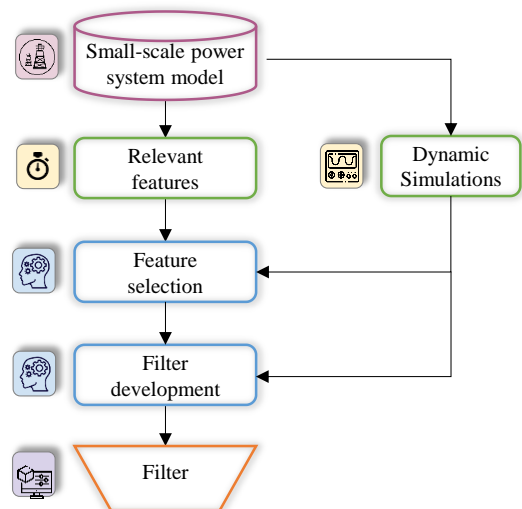 Small-scale power
system model
Relevant
features
Dynamic
Simulations
Feature
selection
Filter
development
Filter